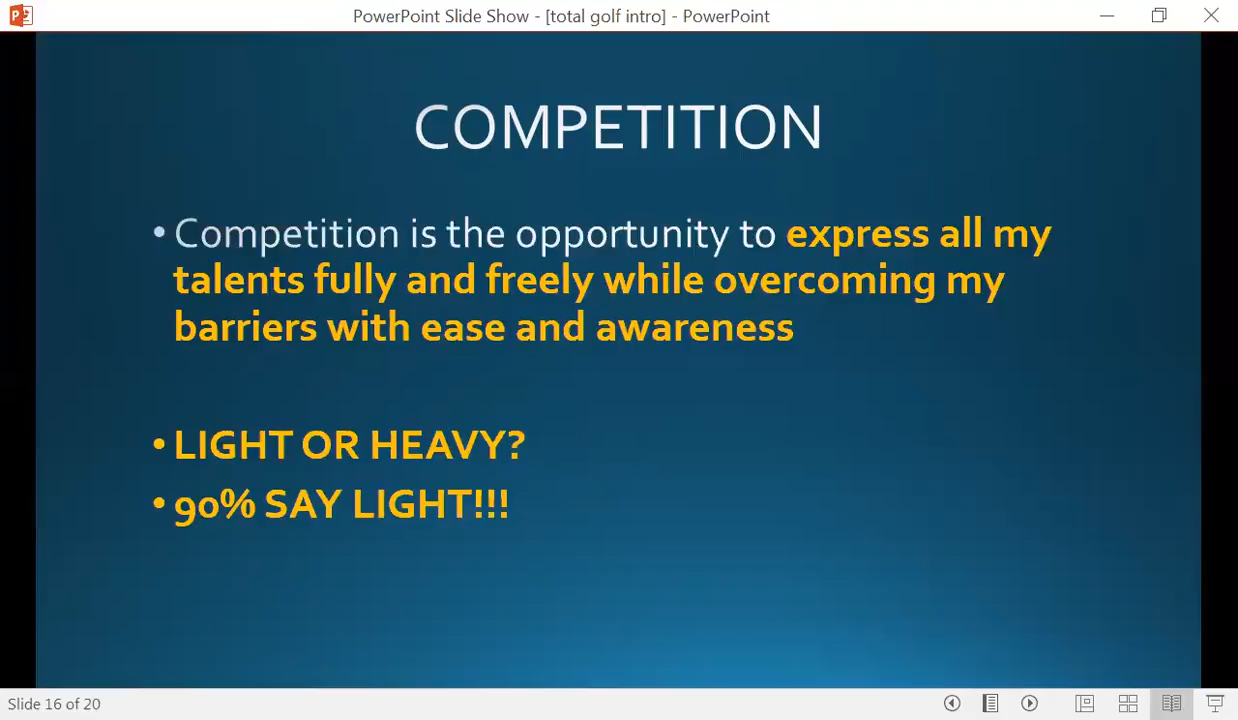 PowerPoint Slide Show - [total golf intro] - PowerPoint
COMPETITION
• Competition is the opportunity to express all my
talents fully and freely while overcoming my
barriers with ease and awareness
• LIGHT OR HEAVY?
• 90% SAY LIGHT!!!
Slide 16 of 20